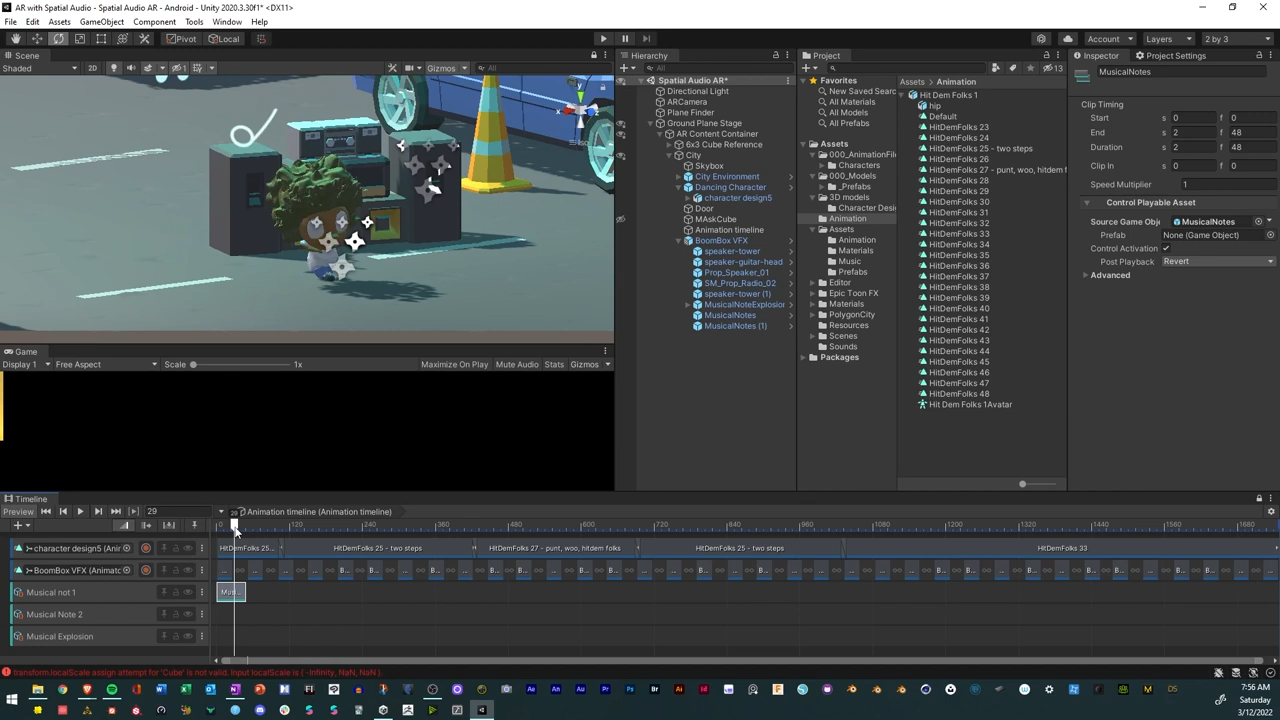 AR with Spatial Audio - Spatial Audio AR - Android - Unity 2020.3.30f1* <DX11>
File Edit Assets GameObject Component Tools Window Help
Pivot Local Account Layers 2 by 3
Scene
Shaded 2D 1 Gizmos All
Game
Display 1 Free Aspect Scale 1x Maximize On Play Mute Audio Stats Gizmos
Hierarchy
All
Spatial Audio AR*
Directional Light
ARCamera
Plane Finder
Ground Plane Stage
AR Content Container
6x3 Cube Reference
City
Skybox
City Environment
Dancing Character
character design5
Door
MAskCube
Animation timeline
BoomBox VFX
speaker-tower
speaker-guitar-head
Prop_Speaker_01
SM_Prop_Radio_02
speaker-tower (1)
MusicalNoteExplosion
MusicalNotes
MusicalNotes (1)
Project
13
Favorites
New Saved Searc
All Materials
All Models
All Prefabs
Assets
000_AnimationFile
Characters
000_Models
_Prefabs
3D models
Character Desi
Animation
Assets
Animation
Materials
Music
Prefabs
Editor
Epic Toon FX
Materials
PolygonCity
Resources
Scenes
Sounds
Packages
Assets Animation
Hit Dem Folks 1
hip
Default
HitDemFolks 23
HitDemFolks 24
HitDemFolks 25 - two steps
HitDemFolks 26
HitDemFolks 27 - punt, woo, hitdem f
HitDemFolks 28
HitDemFolks 29
HitDemFolks 30
HitDemFolks 31
HitDemFolks 32
HitDemFolks 33
HitDemFolks 34
HitDemFolks 35
HitDemFolks 36
HitDemFolks 37
HitDemFolks 38
HitDemFolks 39
HitDemFolks 40
HitDemFolks 41
HitDemFolks 42
HitDemFolks 43
HitDemFolks 44
HitDemFolks 45
HitDemFolks 46
HitDemFolks 47
HitDemFolks 48
Hit Dem Folks 1Avatar
Inspector Project Settings
MusicalNotes
Clip Timing
Start s 0 f 0
End s 2 f 48
Duration s 2 f 48
Clip In s 0 f 0
Speed Multiplier 1
Control Playable Asset
Source Game Obje MusicalNotes
Prefab None (Game Object)
Control Activation
Post Playback Revert
Advanced
Timeline
Preview 29 29 Animation timeline (Animation timeline)
0 120 240 360 480 600 720 840 960 1080 1200 1320 1440 1560 1680
character design5 (Anir HitDemFolks 25... HitDemFolks 25 - two steps HitDemFolks 27 - punt, woo, hitdem folks HitDemFolks 25 - two steps HitDemFolks 33
BoomBox VFX (Animatc ... ... ... B... ... B... ... B... ... B... ... B... ... B... ... B... ... B... ... B... ... B... ... B... ... B... ... B... ... B... ... B... ... B...
Musical not 1 Musi...
Musical Note 2
Musical Explosion
transform.localScale assign attempt for 'Cube' is not valid. Input localScale is { -Infinity, NaN, NaN }.
7:56 AM
Saturday
3/12/2022